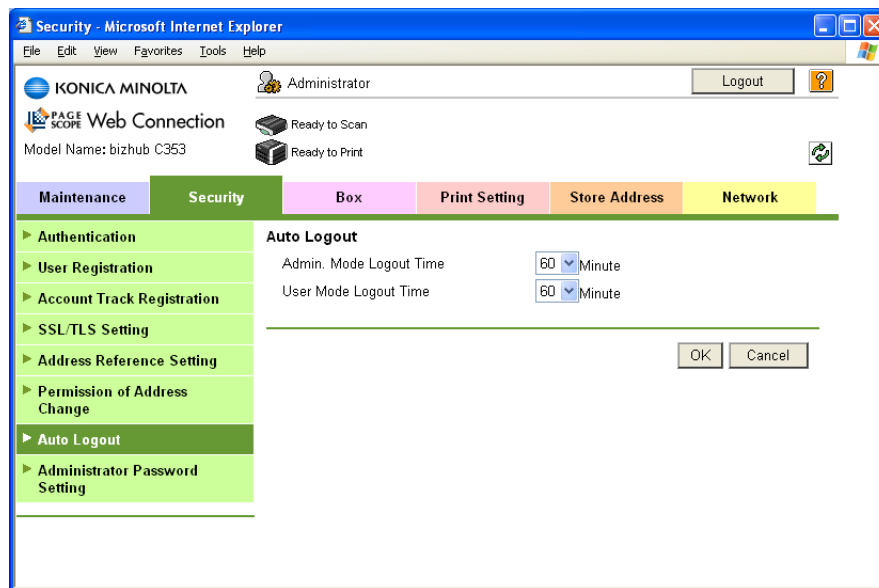 Security - Microsoft Internet Explorer
File Edit View Favorites Tools Help
KONICA MINOLTA
Administrator
Logout
?
PAGE SCOPE Web Connection
Ready to Scan
Model Name: bizhub C353
Ready to Print
Maintenance Security Box Print Setting Store Address Network
Authentication
User Registration
Account Track Registration
SSL/TLS Setting
Address Reference Setting
Permission of Address
Change
Auto Logout
Administrator Password
Setting
Auto Logout
Admin. Mode Logout Time 60 Minute
User Mode Logout Time 60 Minute
OK Cancel